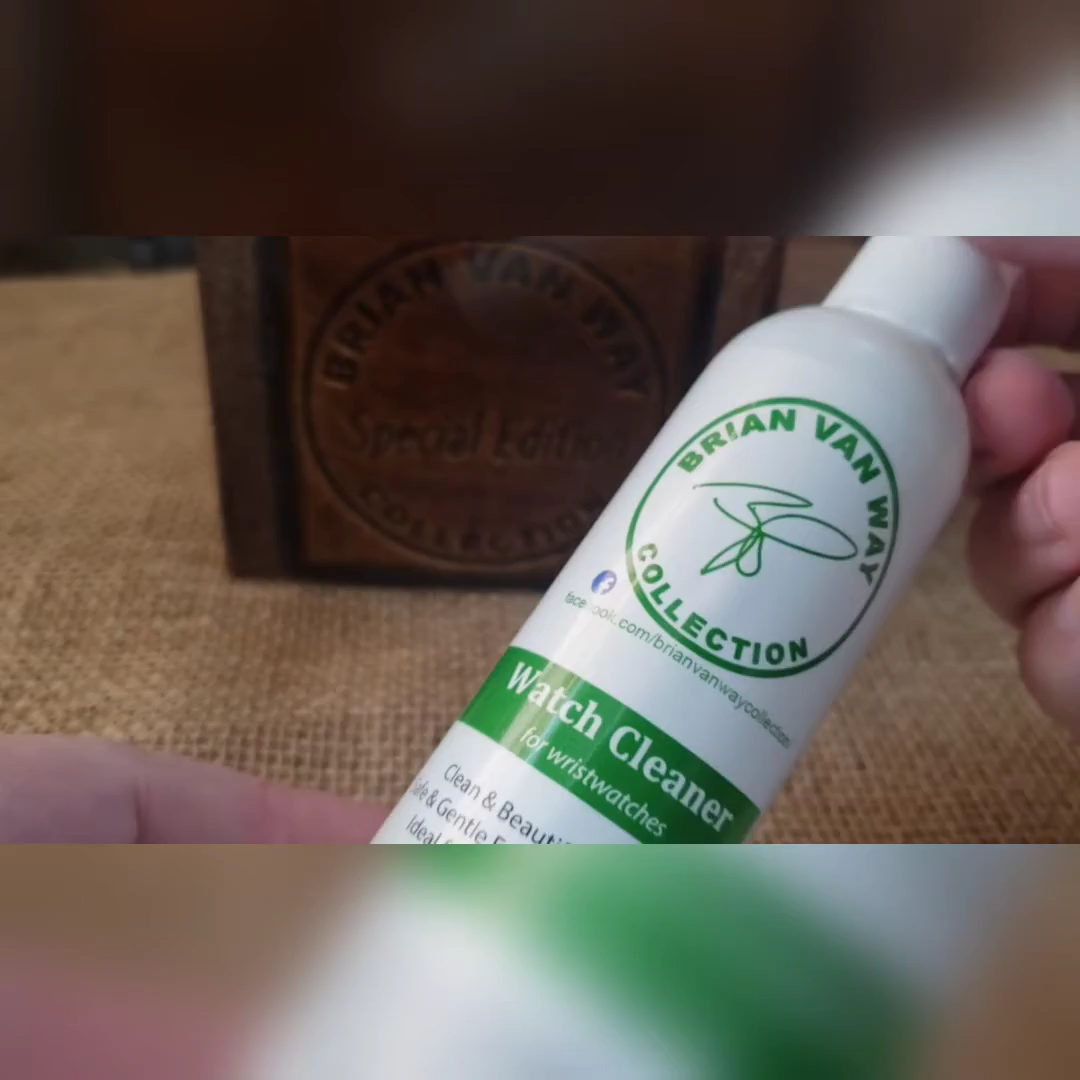 BRIAN VAN WAY
Special Edition
COLLECTION
BRIAN VAN WAY
COLLECTION
facebook.com/brianvanwaycollection
Watch Cleaner
for wristwatches
Clean & Beauti
Safe & Gentle F
Ideal